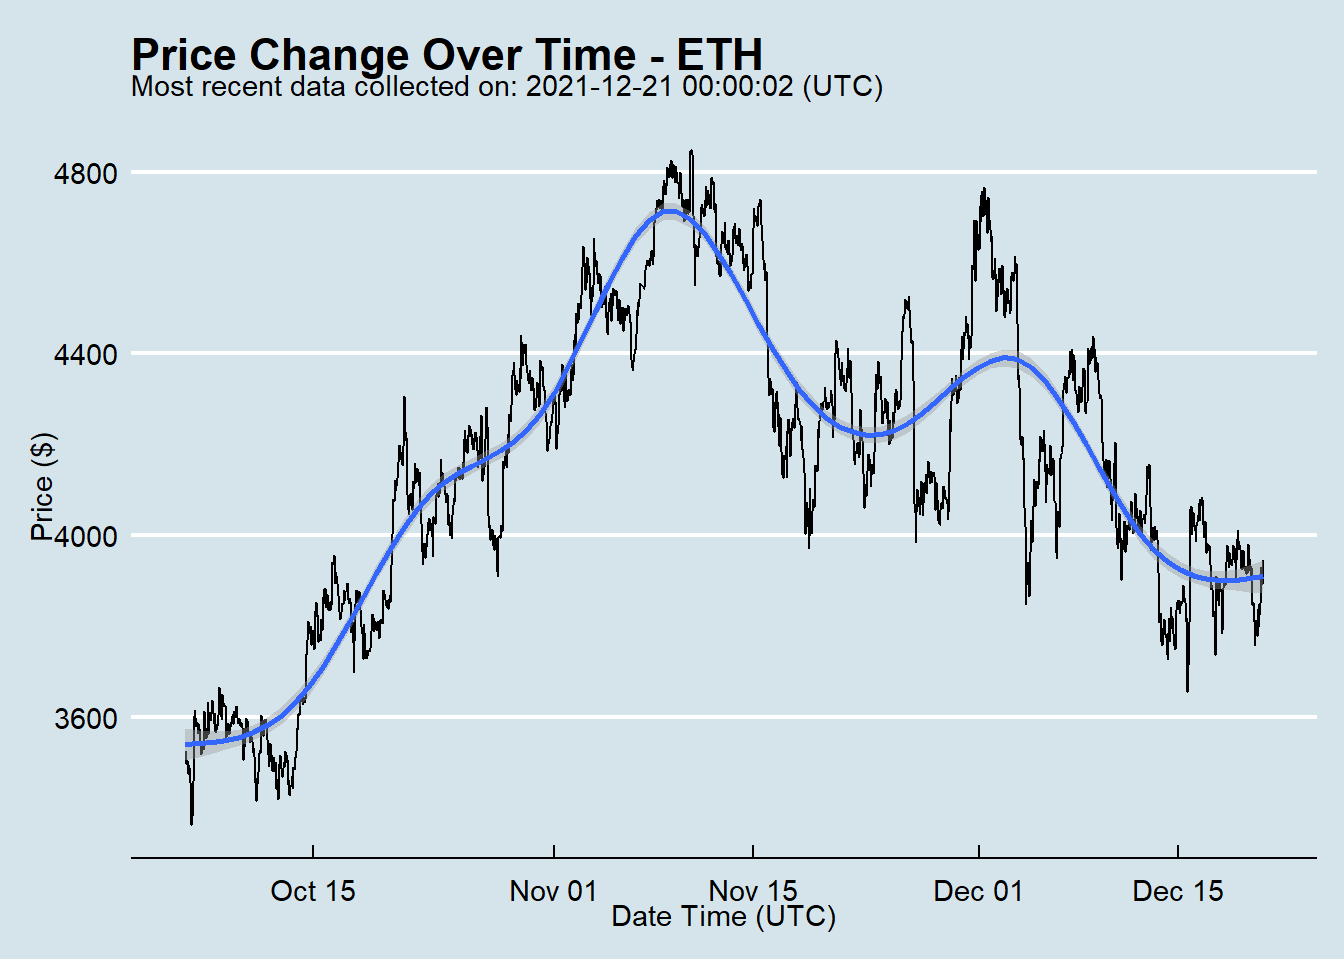 Price Change Over Time - ETH
Most recent data collected on: 2021-12-21 00:00:02 (UTC)
4800
4400
4000
3600
Price ($)
Oct 15
Nov 01
Nov 15
Dec 01
Dec 15
Date Time (UTC)